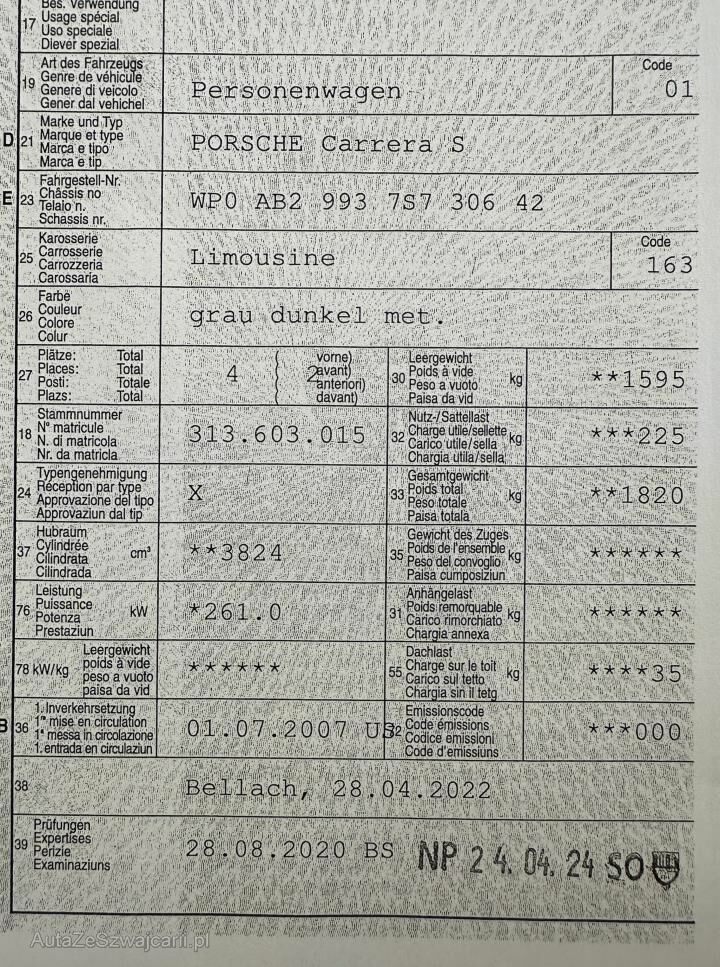 Bes. Verwendung
17 Usage spécial
Uso speciale
Diever spezial
Art des Fahrzeugs
19 Genre de véhicule
Genere di veicolo
Gener dal vehichel
Personenwagen
Code
01
D 21 Marke und Typ
Marque et type
Marca e tipo
Marca e tip
PORSCHE Carrera S
E 23 Fahrgestell-Nr.
Châssis no
Telaio n.
Schassis nr.
WP0 AB2 993 7S7 306 42
25 Karosserie
Carrosserie
Carrozzeria
Carossaria
Limousine
Code
163
26 Farbe
Couleur
Colore
Colur
grau dunkel met.
27 Plätze: Total
Places: Total
Posti: Totale
Plazs: Total
4 ( 2 vorne)
avant)
anteriori)
davant)
30 Leergewicht
Poids à vide kg
Peso a vuoto
Paisa da vid
**1595
18 Stammnummer
N° matricule
N. di matricola
Nr. da matricla
313.603.015
32 Nutz-/Sattellast
Charge utile/sellette kg
Carico utile/sella
Chargia utila/sella
***225
24 Typengenehmigung
Réception par type
Approvazione del tipo
Approvaziun dal tip
X
33 Gesamtgewicht
Poids total kg
Peso totale
Paisa totala
**1820
37 Hubraum
Cylindrée cm³
Cilindrata
Cilindrada
**3824
35 Gewicht des Zuges
Poids de l'ensemble kg
Peso del convoglio
Paisa cumposiziun
******
76 Leistung
Puissance kW
Potenza
Prestaziun
*261.0
31 Anhängelast
Poids remorquable kg
Carico rimorchiato
Chargia annexa
******
78 kW/kg Leergewicht
poids à vide
peso a vuoto
paisa da vid
******
55 Dachlast
Charge sur le toit kg
Carico sul tetto
Chargia sin il tetg
****35
B 36 1. Inverkehrsetzung
1re mise en circulation
1a messa in circolazione
1. entrada en circulaziun
01.07.2007 US
72 Emissionscode
Code émissions
Codice emissioni
Code d'emissiuns
***000
38
Bellach, 28.04.2022
39 Prüfungen
Expertises
Perizie
Examinaziuns
28.08.2020 BS NP 24. 04. 24 SO
AutaZeSzwajcarii.pl